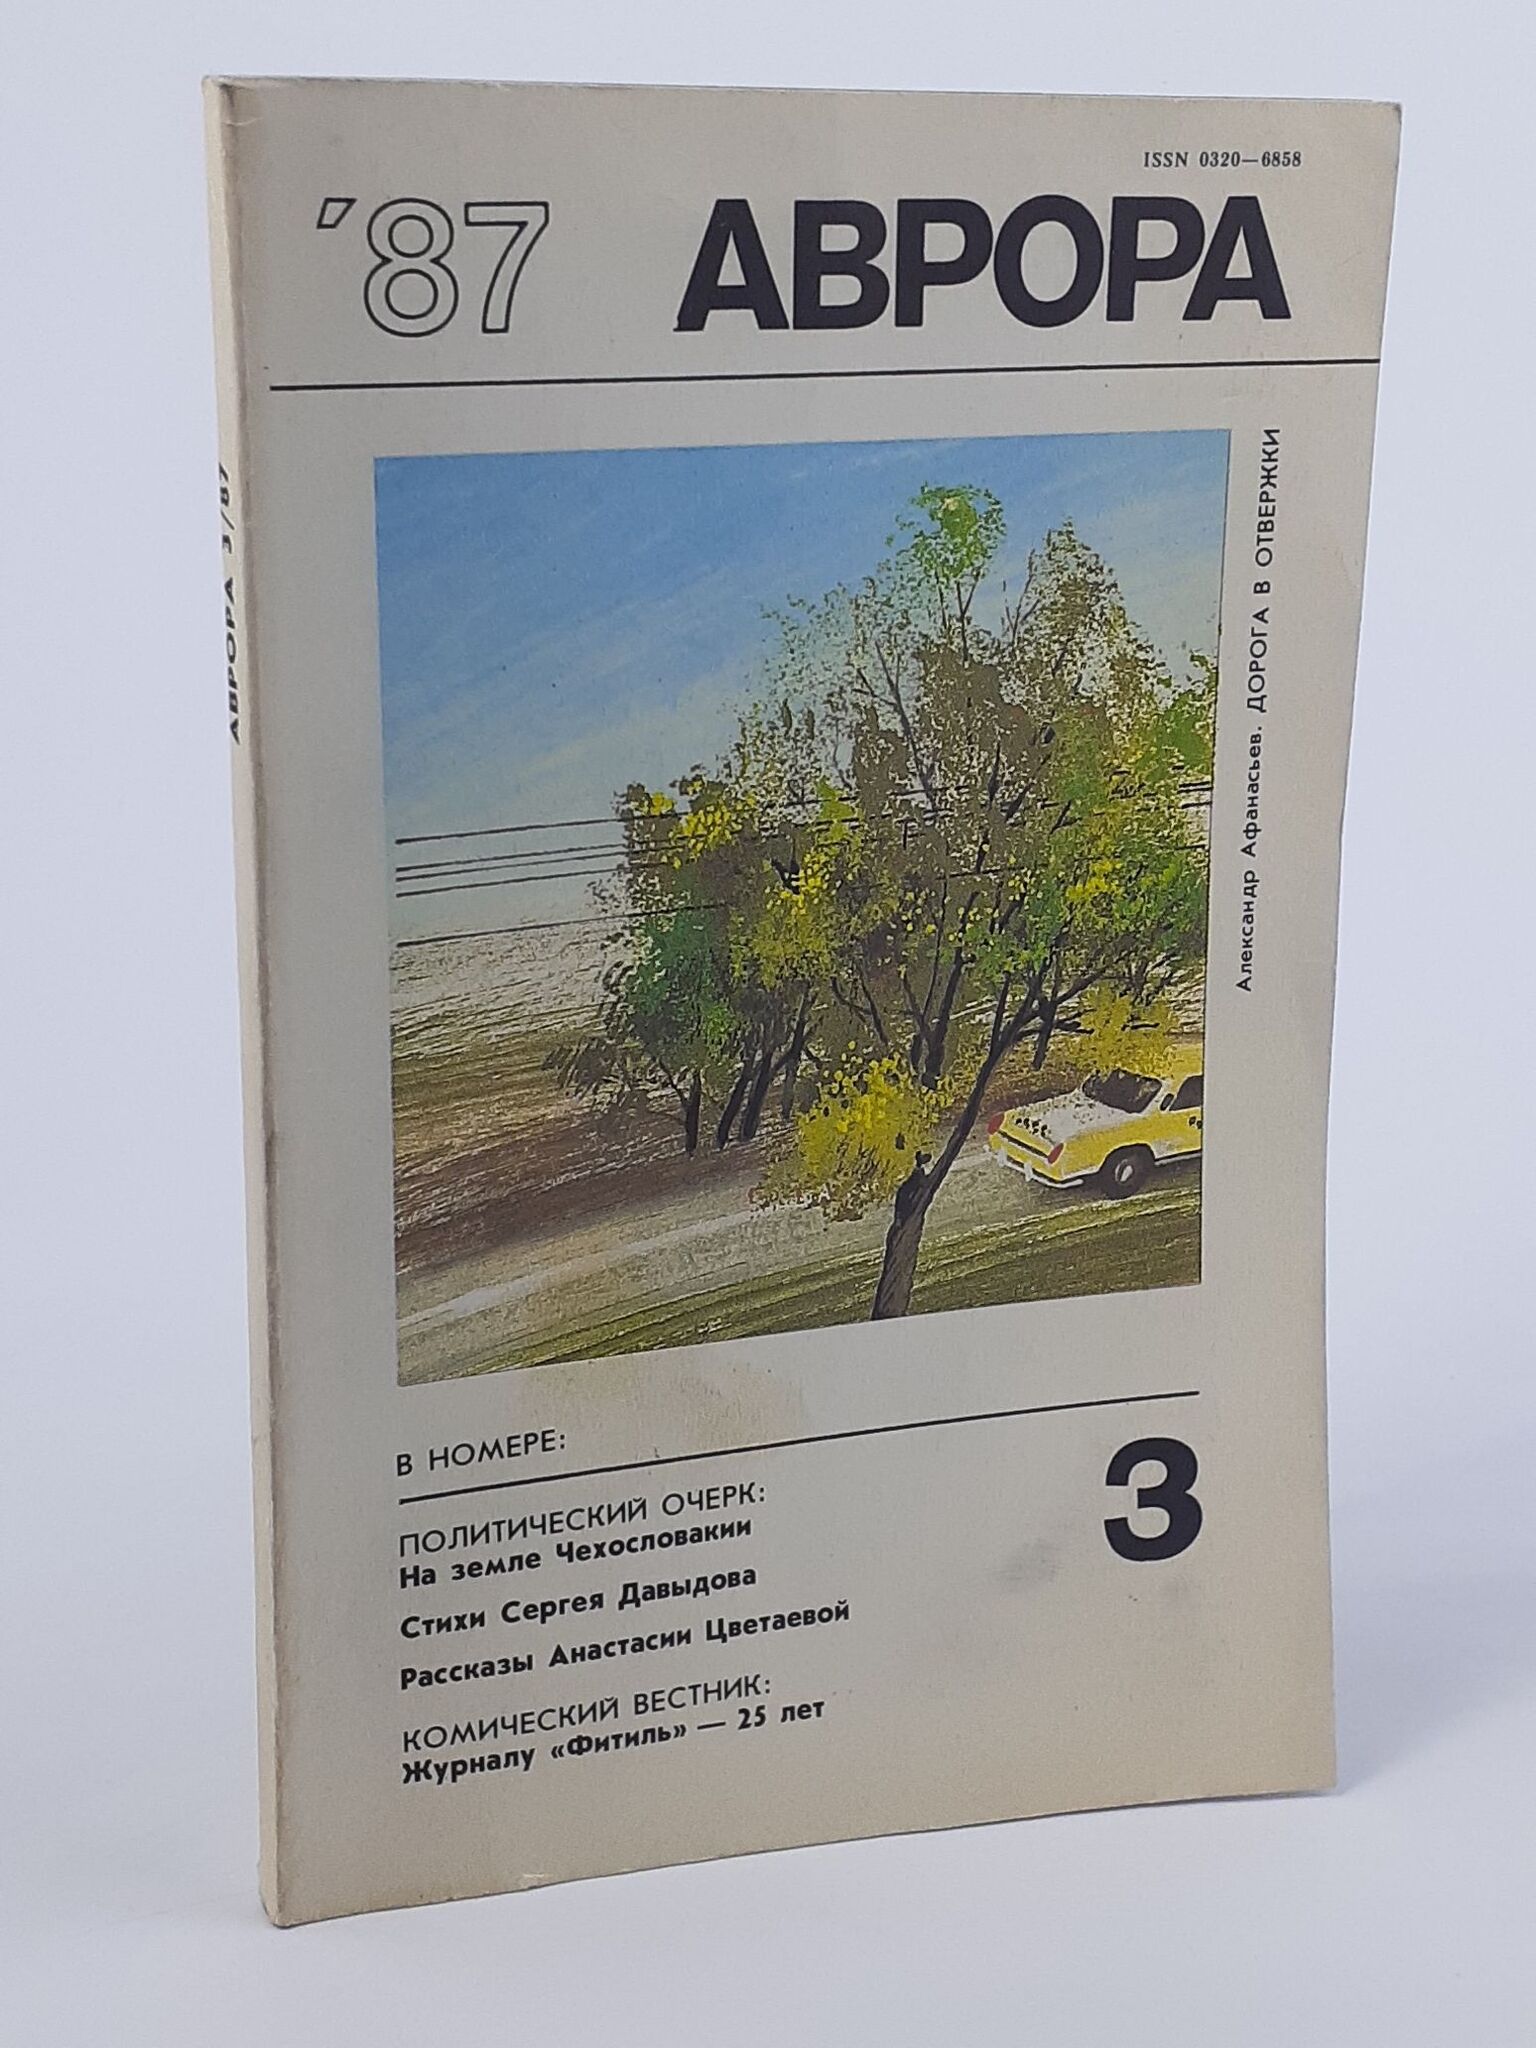 ISSN 0320—6858
'87 АВРОРА
Александр Афанасьев. ДОРОГА В ОТВЕРЖКИ
В НОМЕРЕ:
ПОЛИТИЧЕСКИЙ ОЧЕРК:
На земле Чехословакии
Стихи Сергея Давыдова
Рассказы Анастасии Цветаевой
КОМИЧЕСКИЙ ВЕСТНИК:
Журналу «Фитиль» — 25 лет
3
АВРОРА 3/87